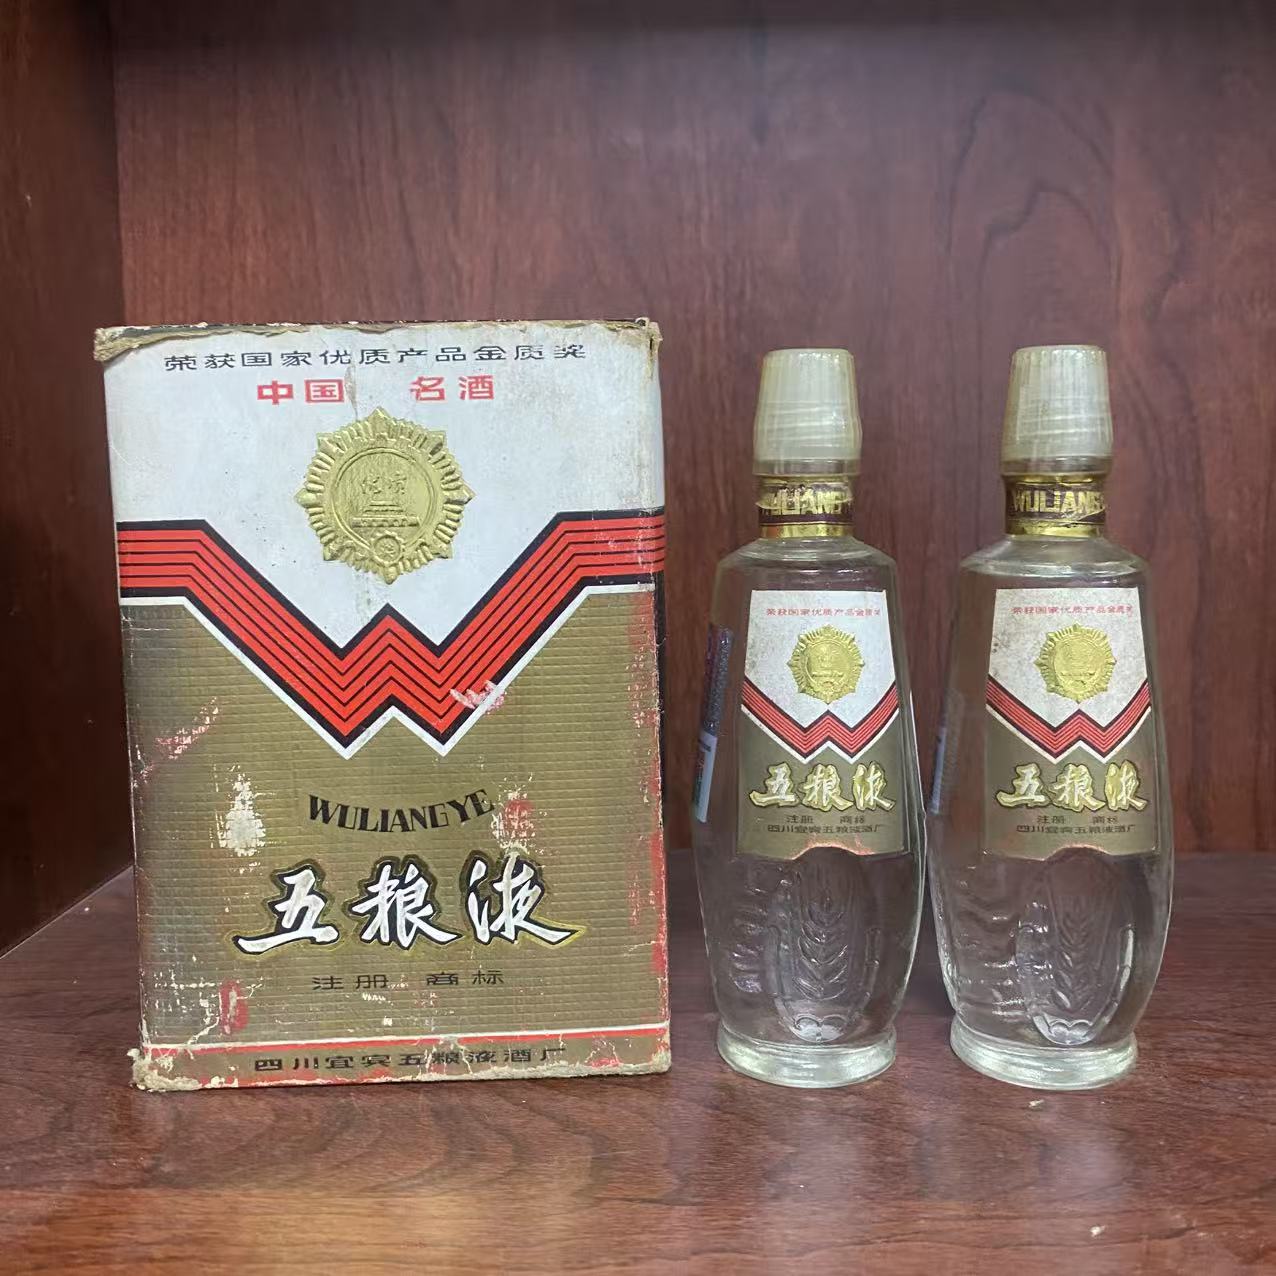 荣获国家优质产品金质奖
中国 名酒
WULIANGYE
五粮液
注册 商标
四川宜宾五粮液酒厂
WULIANGY
荣获国家优质产品金质奖
五粮液
注册 商标
四川宜宾五粮液酒厂
WULIANGY
荣获国家优质产品金质奖
五粮液
注册 商标
四川宜宾五粮液酒厂